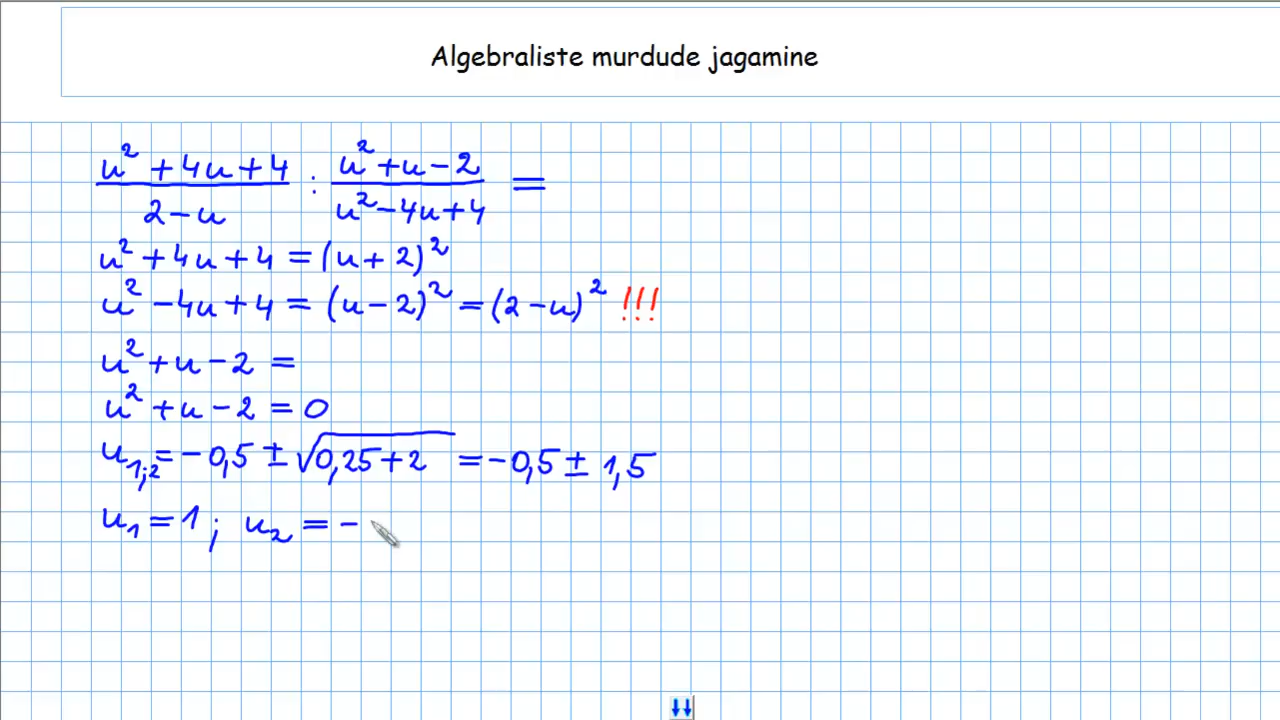 Algebraliste murdude jagamine
(u² + 4u + 4)/(2 - u) : (u² + u - 2)/(u² - 4u + 4) =
u² + 4u + 4 = (u + 2)²
u² - 4u + 4 = (u - 2)² = (2 - u)² !!!
u² + u - 2 =
u² + u - 2 = 0
u₁;₂ = - 0,5 ± √(0,25 + 2) = - 0,5 ± 1,5
u₁ = 1; u₂ = -